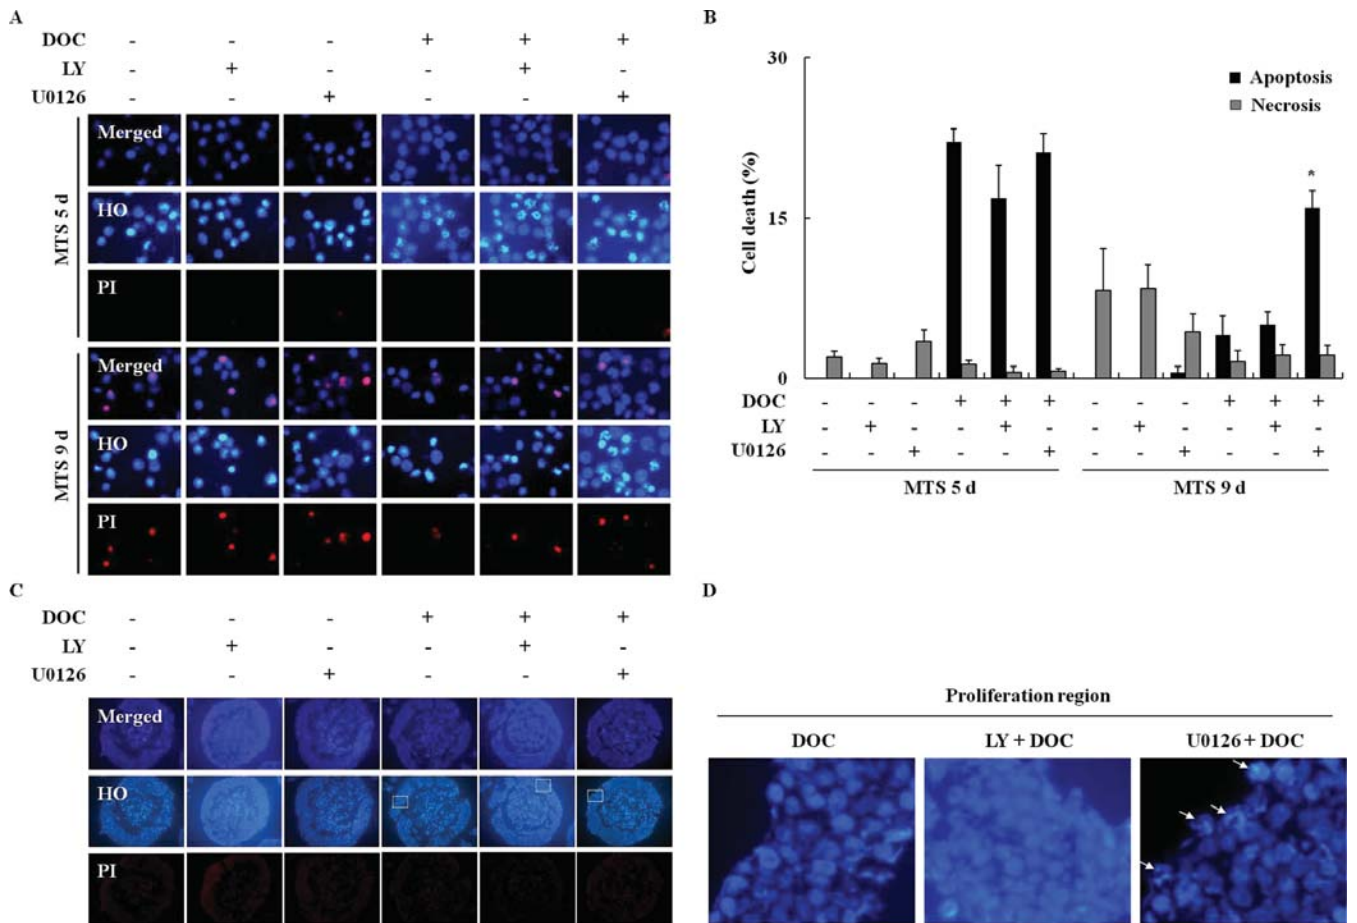 A
DOC - - - + + +
LY - + - - + -
U0126 - - + - - +
MTS 5 d
Merged
HO
PI
MTS 9 d
Merged
HO
PI
B
30
15
0
Cell death (%)
Apoptosis
Necrosis
*
DOC - - - + + + - - - + + +
LY - + - - + - - + - - + -
U0126 - - + - - + - - + - - +
MTS 5 d MTS 9 d
C
DOC - - - + + +
LY - + - - + -
U0126 - - + - - +
Merged
HO
PI
D
Proliferation region
DOC LY + DOC U0126 + DOC